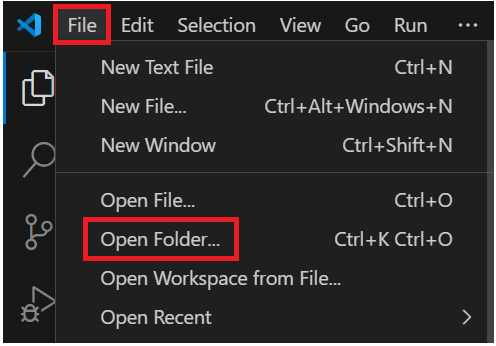 File Edit Selection View Go Run ···
New Text File Ctrl+N
New File... Ctrl+Alt+Windows+N
New Window Ctrl+Shift+N
Open File... Ctrl+O
Open Folder... Ctrl+K Ctrl+O
Open Workspace from File...
Open Recent